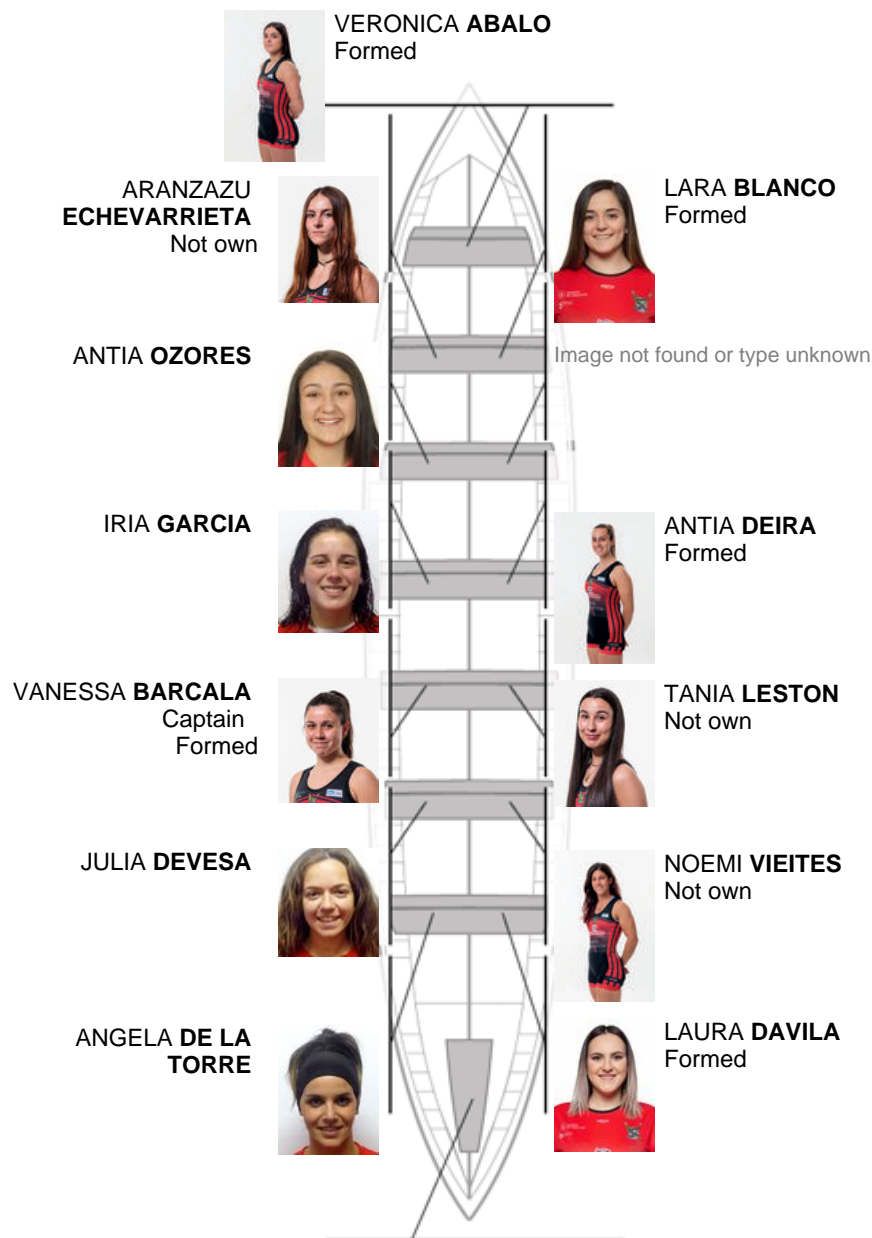 VERONICA ABALO
Formed
ARANZAZU
ECHEVARRIETA
Not own
LARA BLANCO
Formed
ANTIA OZORES
Image not found or type unknown
IRIA GARCIA
ANTIA DEIRA
Formed
VANESSA BARCALA
Captain
Formed
TANIA LESTON
Not own
JULIA DEVESA
NOEMI VIEITES
Not own
ANGELA DE LA
TORRE
LAURA DAVILA
Formed